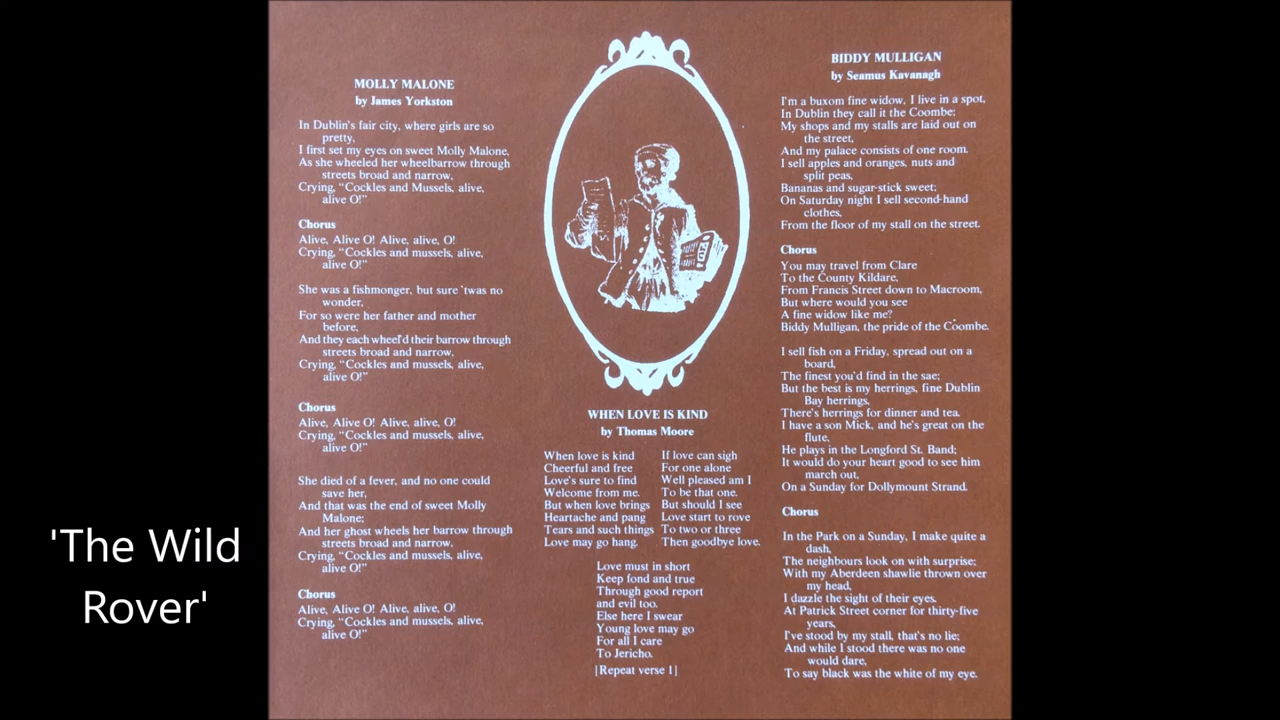 MOLLY MALONE
by James Yorkston
In Dublin's fair city, where girls are so
pretty,
I first set my eyes on sweet Molly Malone,
As she wheeled her wheelbarrow through
streets broad and narrow,
Crying, "Cockles and Mussels, alive,
alive O!"
Chorus
Alive, Alive O! Alive, alive, O!
Crying, "Cockles and mussels, alive,
alive O!"
She was a fishmonger, but sure 'twas no
wonder,
For so were her father and mother
before,
And they each wheel'd their barrow through
streets broad and narrow,
Crying, "Cockles and mussels, alive,
alive O!"
Chorus
Alive, Alive O! Alive, alive, O!
Crying, "Cockles and mussels, alive,
alive O!"
She died of a fever, and no one could
save her,
And that was the end of sweet Molly
Malone;
And her ghost wheels her barrow through
streets broad and narrow,
Crying, "Cockles and mussels, alive,
alive O!"
Chorus
Alive, Alive O! Alive, alive, O!
Crying, "Cockles and mussels, alive,
alive O!"
WHEN LOVE IS KIND
by Thomas Moore
When love is kind
Cheerful and free
Love's sure to find
Welcome from me.
But when love brings
Heartache and pang
Tears and such things
Love may go hang.
If love can sigh
For one alone
Well pleased am I
To be that one.
But should I see
Love start to rove
To two or three
Then goodbye love.
Love must in short
Keep fond and true
Through good report
and evil too.
Else here I swear
Young love may go
For all I care
To Jericho.
[Repeat verse 1]
BIDDY MULLIGAN
by Seamus Kavanagh
I'm a buxom fine widow, I live in a spot,
In Dublin they call it the Coombe;
My shops and my stalls are laid out on
the street,
And my palace consists of one room.
I sell apples and oranges, nuts and
split peas,
Bananas and sugar-stick sweet;
On Saturday night I sell second-hand
clothes,
From the floor of my stall on the street.
Chorus
You may travel from Clare
To the County Kildare,
From Francis Street down to Macroom,
But where would you see
A fine widow like me?
Biddy Mulligan, the pride of the Coombe.
I sell fish on a Friday, spread out on a
board,
The finest you'd find in the sae;
But the best is my herrings, fine Dublin
Bay herrings,
There's herrings for dinner and tea.
I have a son Mick, and he's great on the
flute,
He plays in the Longford St. Band;
It would do your heart good to see him
march out,
On a Sunday for Dollymount Strand.
Chorus
In the Park on a Sunday, I make quite a
dash,
The neighbours look on with surprise;
With my Aberdeen shawlie thrown over
my head,
I dazzle the sight of their eyes.
At Patrick Street corner for thirty-five
years,
I've stood by my stall, that's no lie;
And while I stood there was no one
would dare,
To say black was the white of my eye.
'The Wild
Rover'